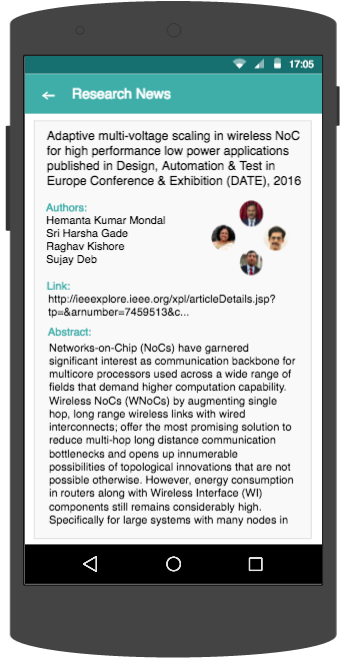 17:05
Research News
Adaptive multi-voltage scaling in wireless NoC
for high performance low power applications
published in Design, Automation & Test in
Europe Conference & Exhibition (DATE), 2016
Authors:
Hemanta Kumar Mondal
Sri Harsha Gade
Raghav Kishore
Sujay Deb
Link:
http://ieeexplore.ieee.org/xpl/articleDetails.jsp?
tp=&arnumber=7459513&c...
Abstract:
Networks-on-Chip (NoCs) have garnered
significant interest as communication backbone for
multicore processors used across a wide range of
fields that demand higher computation capability.
Wireless NoCs (WNoCs) by augmenting single
hop, long range wireless links with wired
interconnects; offer the most promising solution to
reduce multi-hop long distance communication
bottlenecks and opens up innumerable
possibilities of topological innovations that are not
possible otherwise. However, energy consumption
in routers along with Wireless Interface (WI)
components still remains considerably high.
Specifically for large systems with many nodes in